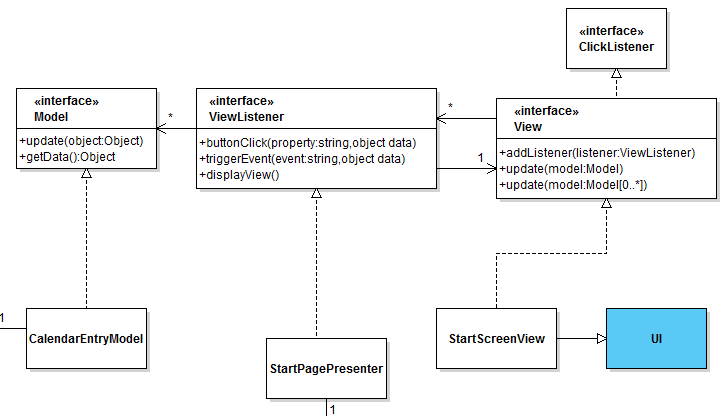 «interface»
ClickListener
«interface»
Model
+update(object:Object)
+getData():Object
*
«interface»
ViewListener
+buttonClick(property:string,object data)
+triggerEvent(event:string,object data)
+displayView()
*
1
«interface»
View
+addListener(listener:ViewListener)
+update(model:Model)
+update(model:Model[0..*])
1
CalendarEntryModel
StartPagePresenter
1
StartScreenView
UI